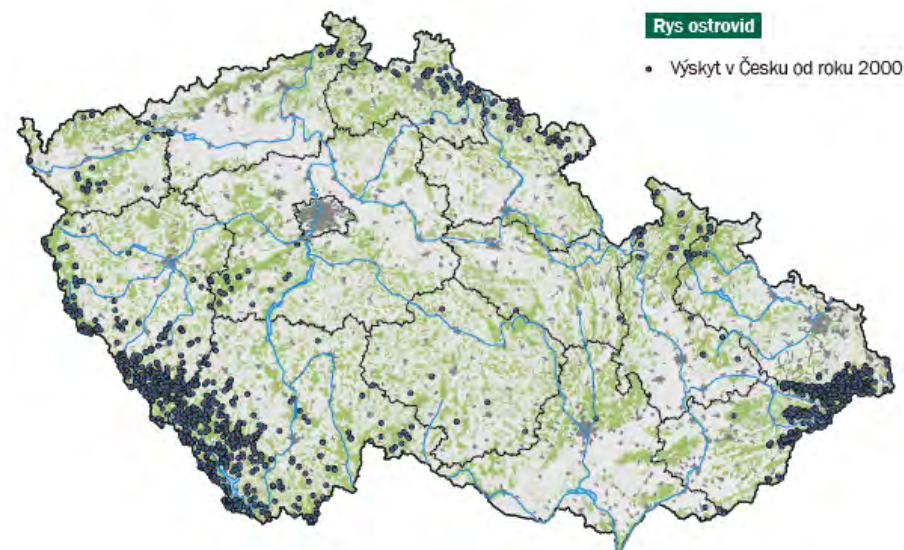 Rys ostrovid
• Výskyt v Česku od roku 2000